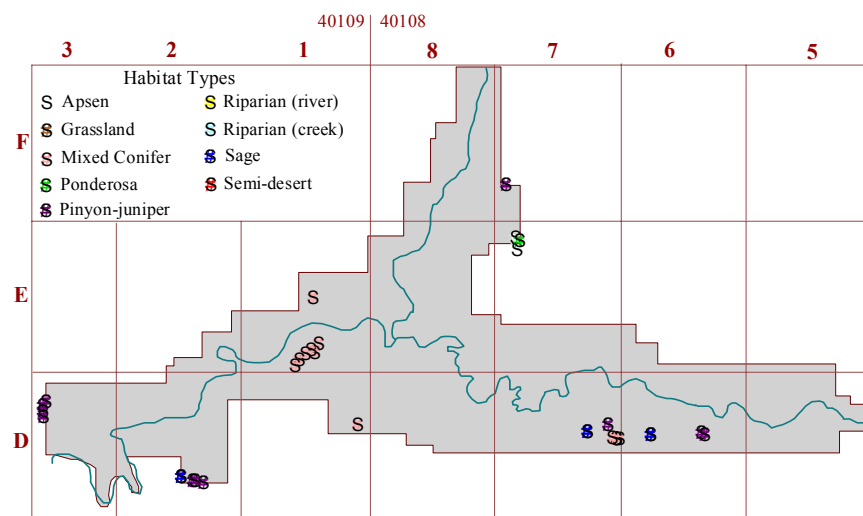 40109 40108
3 2 1 8 7 6 5
Habitat Types
S Apsen S Riparian (river)
S Grassland S Riparian (creek)
S Mixed Conifer S Sage
S Ponderosa S Semi-desert
S Pinyon-juniper
F
E
D